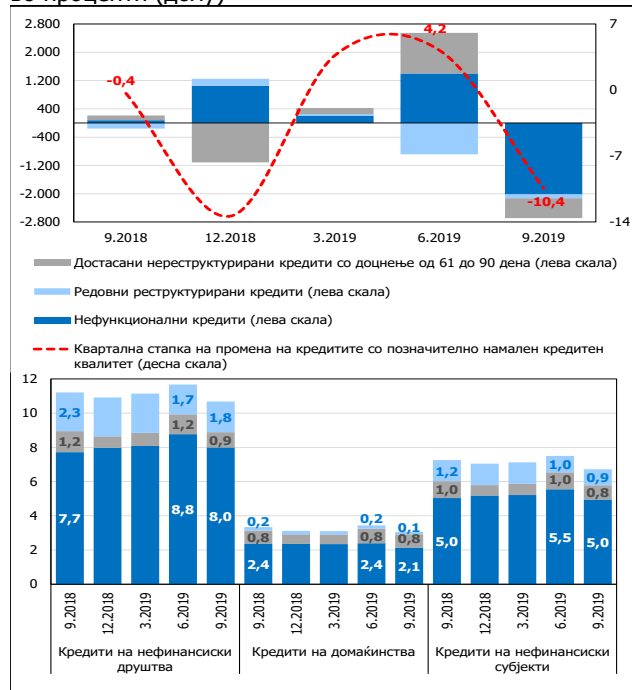 во проценти (долу)
2.800
2.000
1.200
400
-400
-1.200
-2.000
-2.800
7
0
-7
-14
-0,4
4,2
-10,4
9.2018 12.2018 3.2019 6.2019 9.2019
Достасани нереструктурирани кредити со доцнење од 61 до 90 дена (лева скала)
Редовни реструктурирани кредити (лева скала)
Нефункционални кредити (лева скала)
Квартална стапка на промена на кредитите со позначително намален кредитен
квалитет (десна скала)
12
10
8
6
4
2
0
2,3 1,7 1,8
1,2 1,2 0,9
7,7 8,8 8,0
0,2 0,2 0,1
0,8 0,8 0,8
2,4 2,4 2,1
1,2 1,0 0,9
1,0 1,0 0,8
5,0 5,5 5,0
9.2018 12.2018 3.2019 6.2019 9.2019 9.2018 12.2018 3.2019 6.2019 9.2019 9.2018 12.2018 3.2019 6.2019 9.2019
Кредити на нефинансиски
друштва
Кредити на домаќинства
Кредити на нефинансиски
субјекти